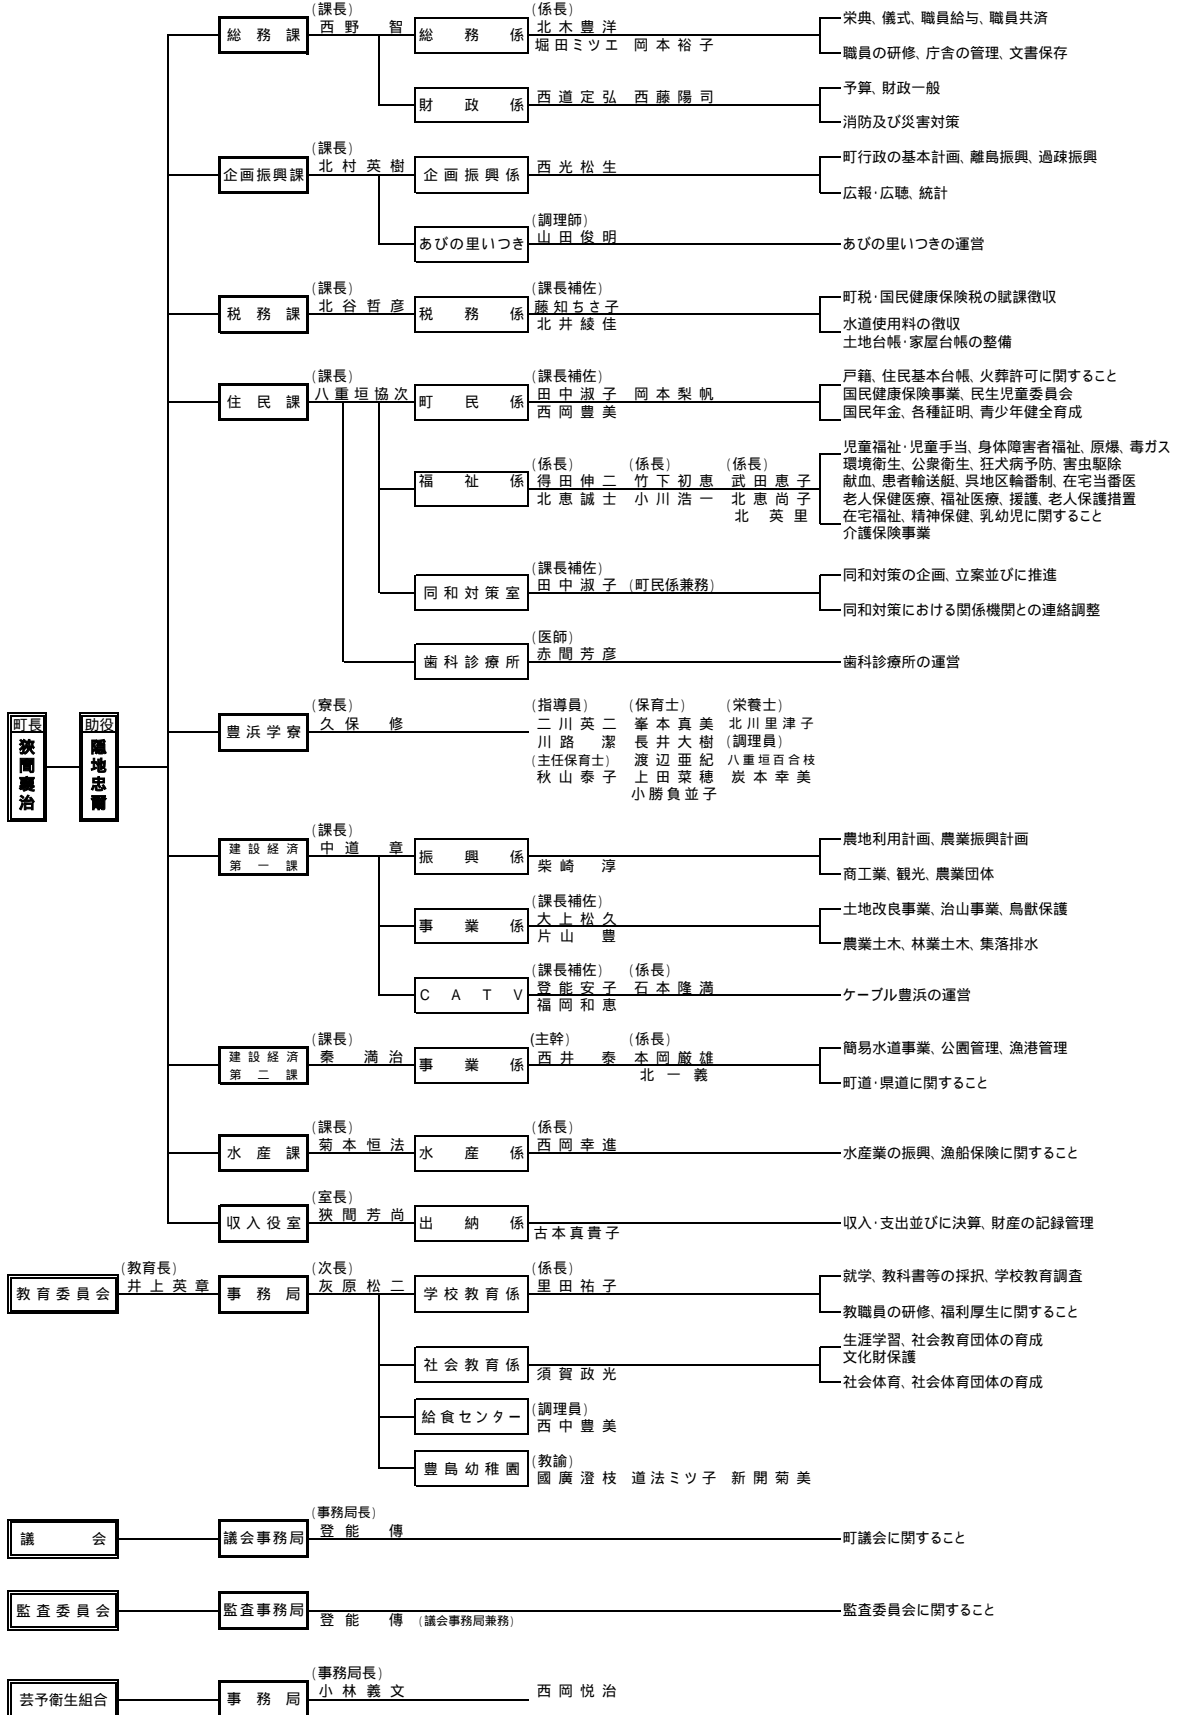 (課長) (係長)
総務課 西野 智 総務係 北木豊洋 栄典、儀式、職員給与、職員共済
堀田ミツエ 岡本裕子
職員の研修、庁舎の管理、文書保存
財政係 西道定弘 西藤陽司 予算、財政一般
消防及び災害対策
(課長)
企画振興課 北村英樹 企画振興係 西光松生 町行政の基本計画、離島振興、過疎振興
広報・広聴、統計
(調理師)
あびの里いつき 山田俊明 あびの里いつきの運営
(課長) (課長補佐)
税務課 北谷哲彦 税務係 藤知ちさ子 町税・国民健康保険税の賦課徴収
北井綾佳 水道使用料の徴収
土地台帳・家屋台帳の整備
(課長) (課長補佐) 戸籍、住民基本台帳、火葬許可に関すること
住民課 八重垣協次 町民係 田中淑子 岡本梨帆 国民健康保険事業、民生児童委員会
西岡豊美 国民年金、各種証明、青少年健全育成
児童福祉・児童手当、身体障害者福祉、原爆、毒ガス
(係長) (係長) (係長) 環境衛生、公衆衛生、狂犬病予防、害虫駆除
福祉係 得田伸二 竹下初恵 武田恵子 献血、患者輸送艇、呉地区輪番制、在宅当番医
北恵誠士 小川浩一 北恵尚子 老人保健医療、福祉医療、援護、老人保護措置
北 英里 在宅福祉、精神保健、乳幼児に関すること
介護保険事業
(課長補佐)
同和対策室 田中淑子 (町民係兼務) 同和対策の企画、立案並びに推進
同和対策における関係機関との連絡調整
(医師)
歯科診療所 赤間芳彦 歯科診療所の運営
町長 助役
狹間襄治 隠地忠爾
(寮長) (指導員) (保育士) (栄養士)
豊浜学寮 久保 修 二川英二 峯本真美 北川里津子
川路 潔 長井大樹 (調理員)
(主任保育士) 渡辺亜紀 八重垣百合枝
秋山泰子 上田菜穂 炭本幸美
小勝負並子
(課長)
建設経済第一課 中道 章 振興係 柴崎 淳 農地利用計画、農業振興計画
商工業、観光、農業団体
(課長補佐)
事業係 大上松久 土地改良事業、治山事業、鳥獣保護
片山 豊 農業土木、林業土木、集落排水
(課長補佐) (係長)
CATV 登能安子 石本隆満 ケーブル豊浜の運営
福岡和恵
(課長) (主幹) (係長)
建設経済第二課 秦 満治 事業係 西井 泰 本岡厳雄 簡易水道事業、公園管理、漁港管理
北一義 町道・県道に関すること
(課長) (係長)
水産課 菊本恒法 水産係 西岡幸進 水産業の振興、漁船保険に関すること
(室長)
収入役室 狹間芳尚 出納係 古本真貴子 収入・支出並びに決算、財産の記録管理
(教育長) (次長) (係長)
教育委員会 井上英章 事務局 灰原松二 学校教育係 里田祐子 就学、教科書等の採択、学校教育調査
教職員の研修、福利厚生に関すること
社会教育係 須賀政光 生涯学習、社会教育団体の育成
文化財保護
社会体育、社会体育団体の育成
給食センター (調理員)
西中豊美
豊島幼稚園 (教諭)
國廣澄枝 道法ミツ子 新開菊美
(事務局長)
議会 議会事務局 登能 傳 町議会に関すること
監査委員会 監査事務局 登能 傳 (議会事務局兼務) 監査委員会に関すること
(事務局長)
芸予衛生組合 事務局 小林義文 西岡悦治